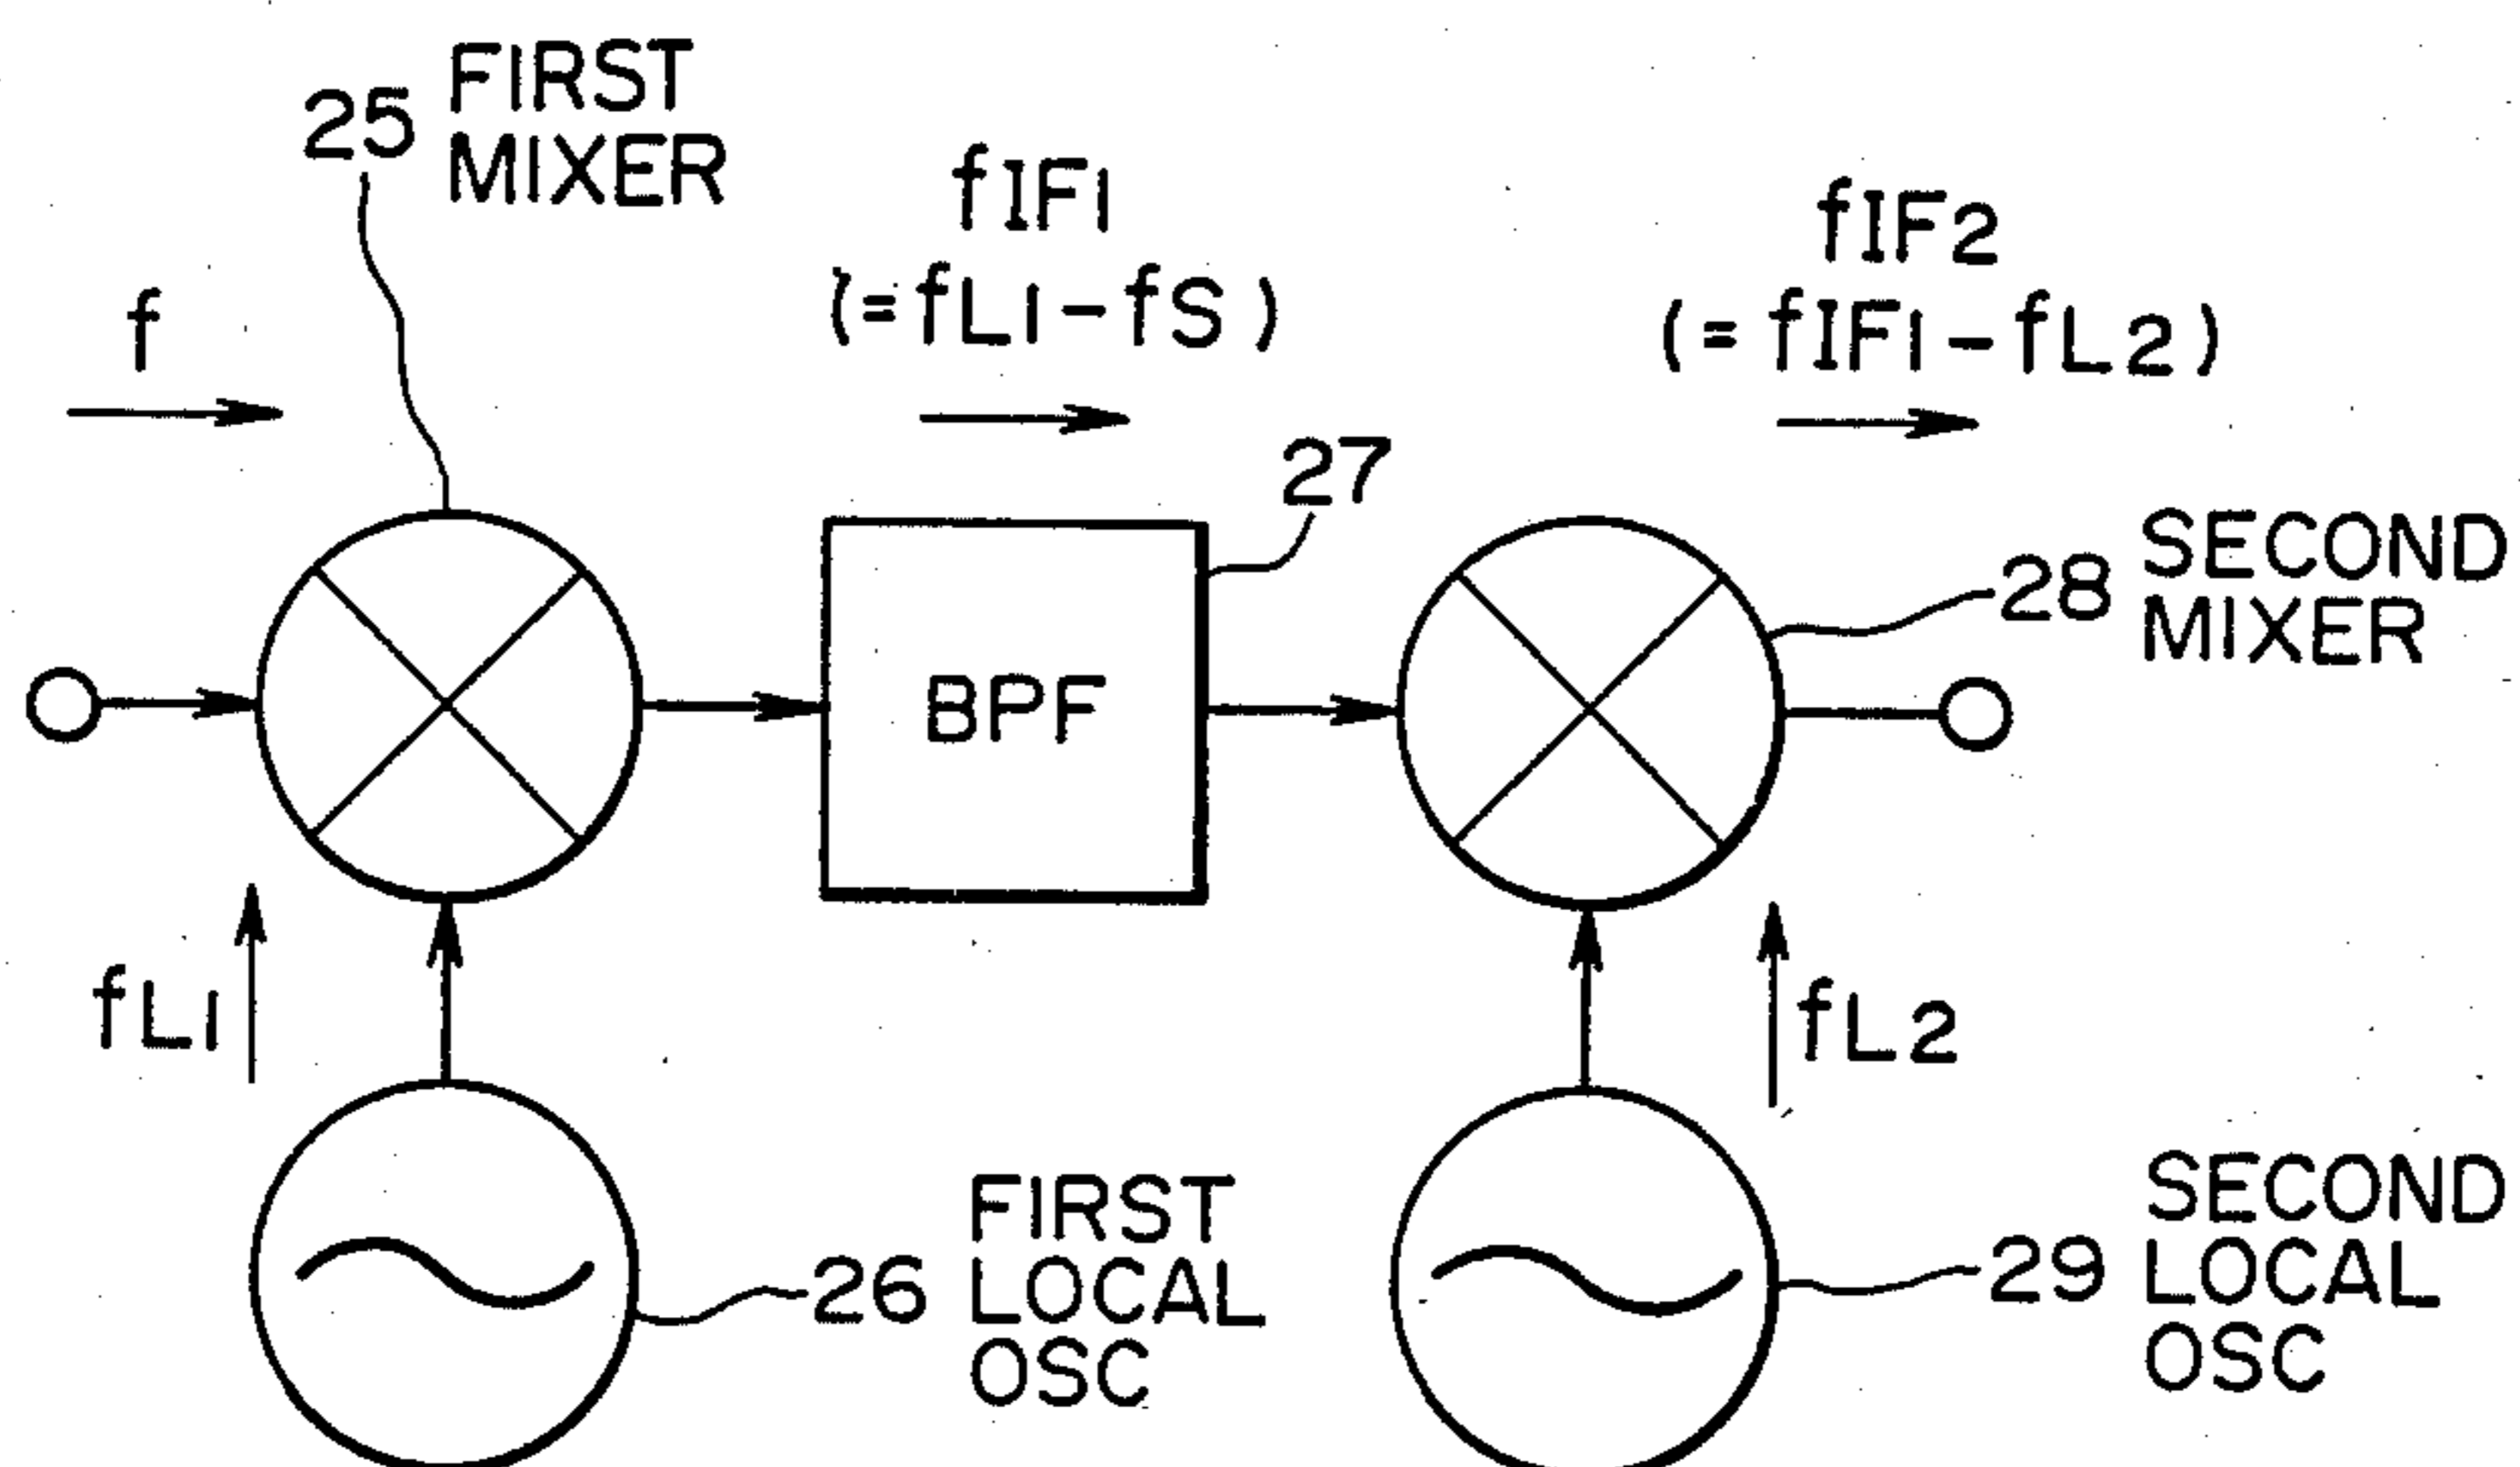 25 FIRST
MIXER
f
fIF1
(=fL1-fS)
fIF2
(=fIF1-fL2)
27
BPF
28 SECOND
MIXER
fL1
fL2
26 FIRST
LOCAL
OSC
29 SECOND
LOCAL
OSC